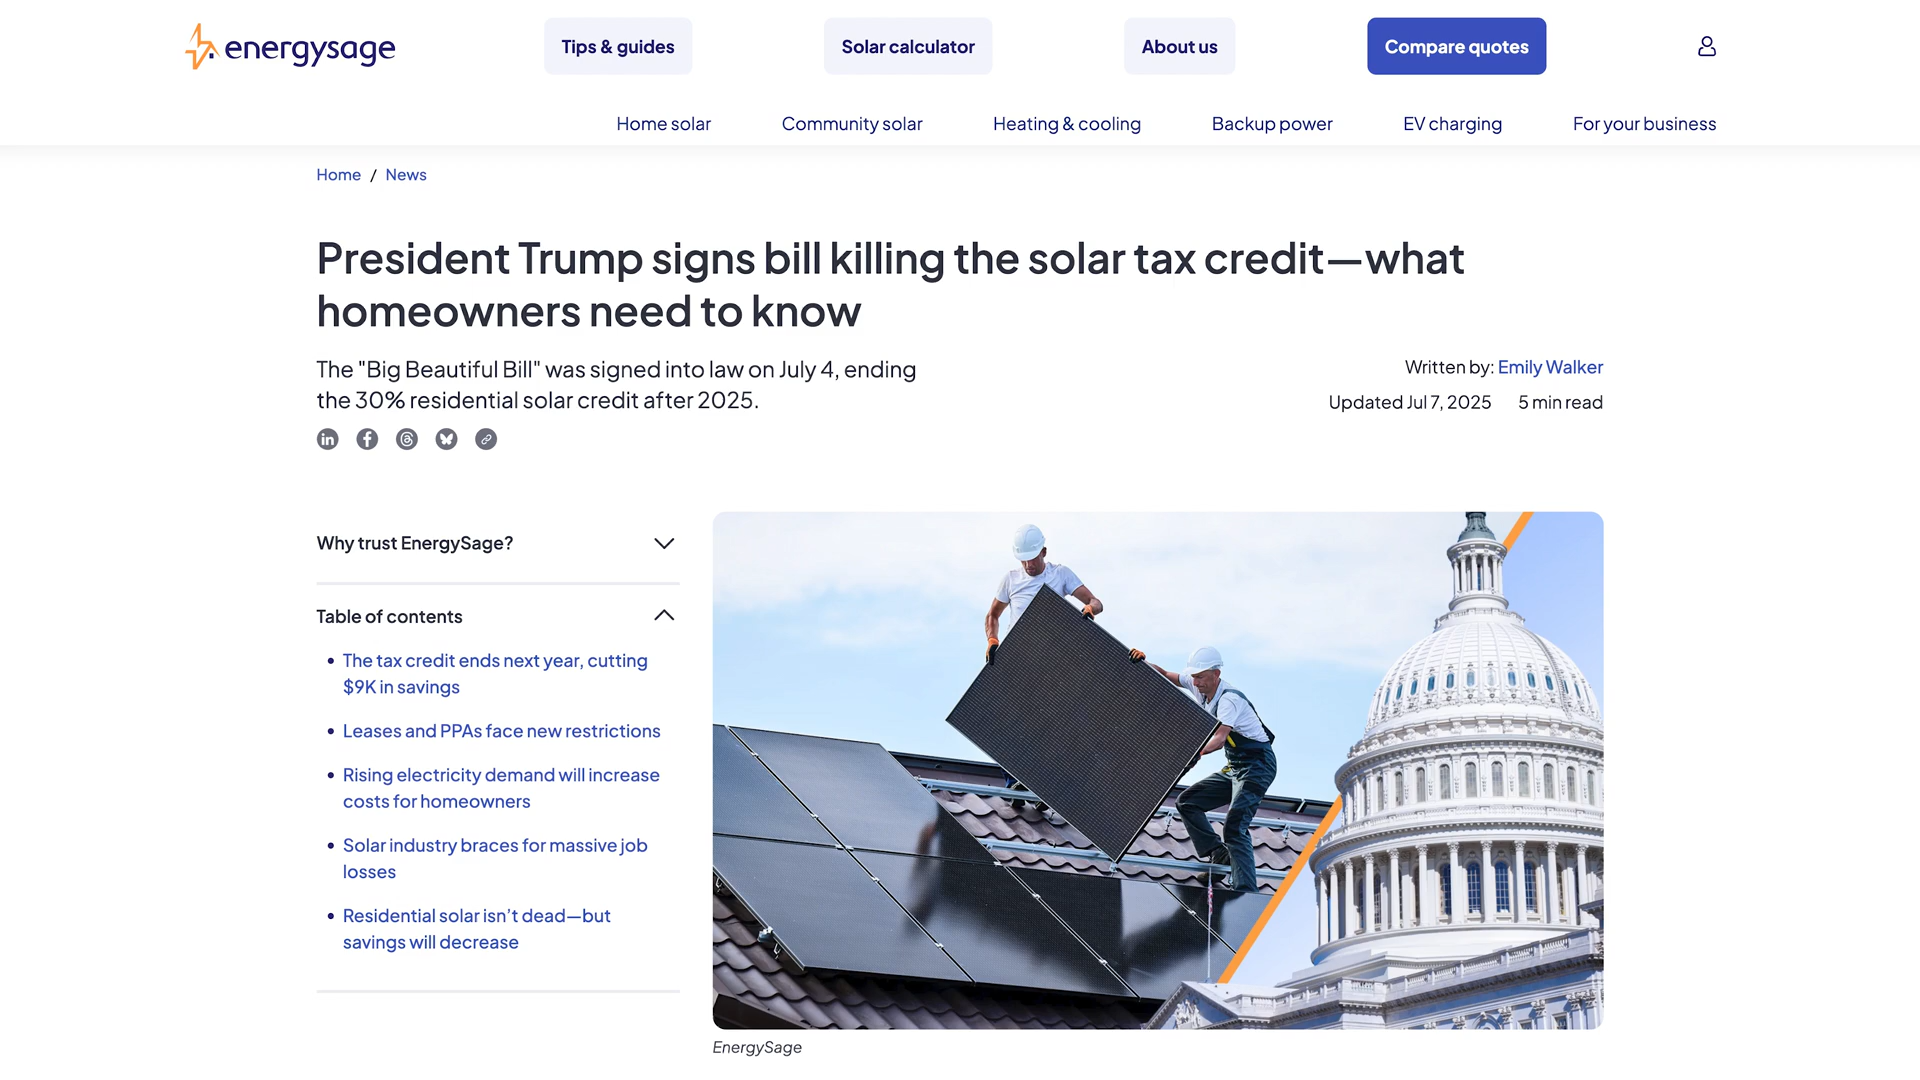 energysage
Tips & guides
Solar calculator
About us
Compare quotes
Home solar
Community solar
Heating & cooling
Backup power
EV charging
For your business
Home / News
President Trump signs bill killing the solar tax credit—what
homeowners need to know
The "Big Beautiful Bill" was signed into law on July 4, ending
the 30% residential solar credit after 2025.
Written by: Emily Walker
Updated Jul 7, 2025 5 min read
in
Why trust EnergySage?
Table of contents
• The tax credit ends next year, cutting
$9K in savings
• Leases and PPAs face new restrictions
• Rising electricity demand will increase
costs for homeowners
• Solar industry braces for massive job
losses
• Residential solar isn’t dead—but
savings will decrease
EnergySage